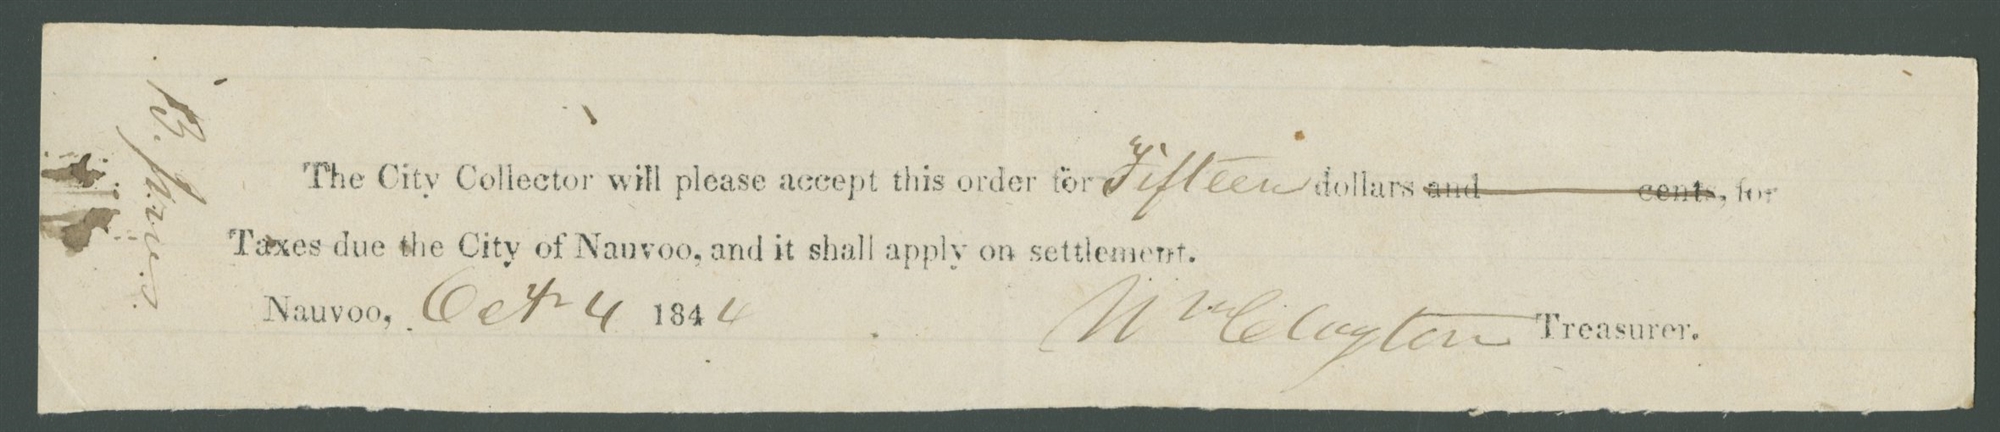 The City Collector will please accept this order for Fifteen dollars and cents, for
Taxes due the City of Nauvoo, and it shall apply on settlement.
Nauvoo, Oct 4 1844 Wm Clayton Treasurer.
B.